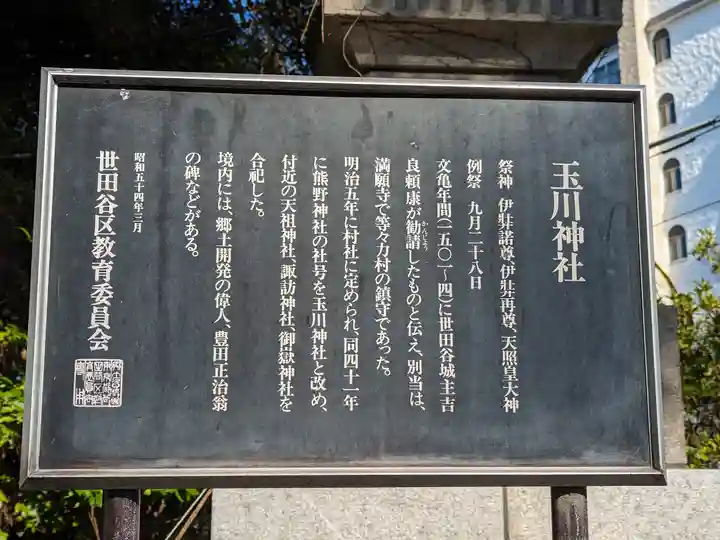 玉川神社
祭神 伊弉諾尊、伊弉再尊、天照皇大神
例祭 九月二十八日
文亀年間(一五〇一~四)に世田谷城主吉
良頼康が勧請したものと伝え、別当は、
かんじょう
満願寺で等々力村の鎮守であった。
明治五年に村社に定められ、同四十一年
に熊野神社の社号を玉川神社と改め、
付近の天祖神社、諏訪神社、御嶽神社を
合祀した。
境内には、郷土開発の偉人、豊田正治翁
の碑などがある。
昭和五十四年三月
世田谷区教育委員会